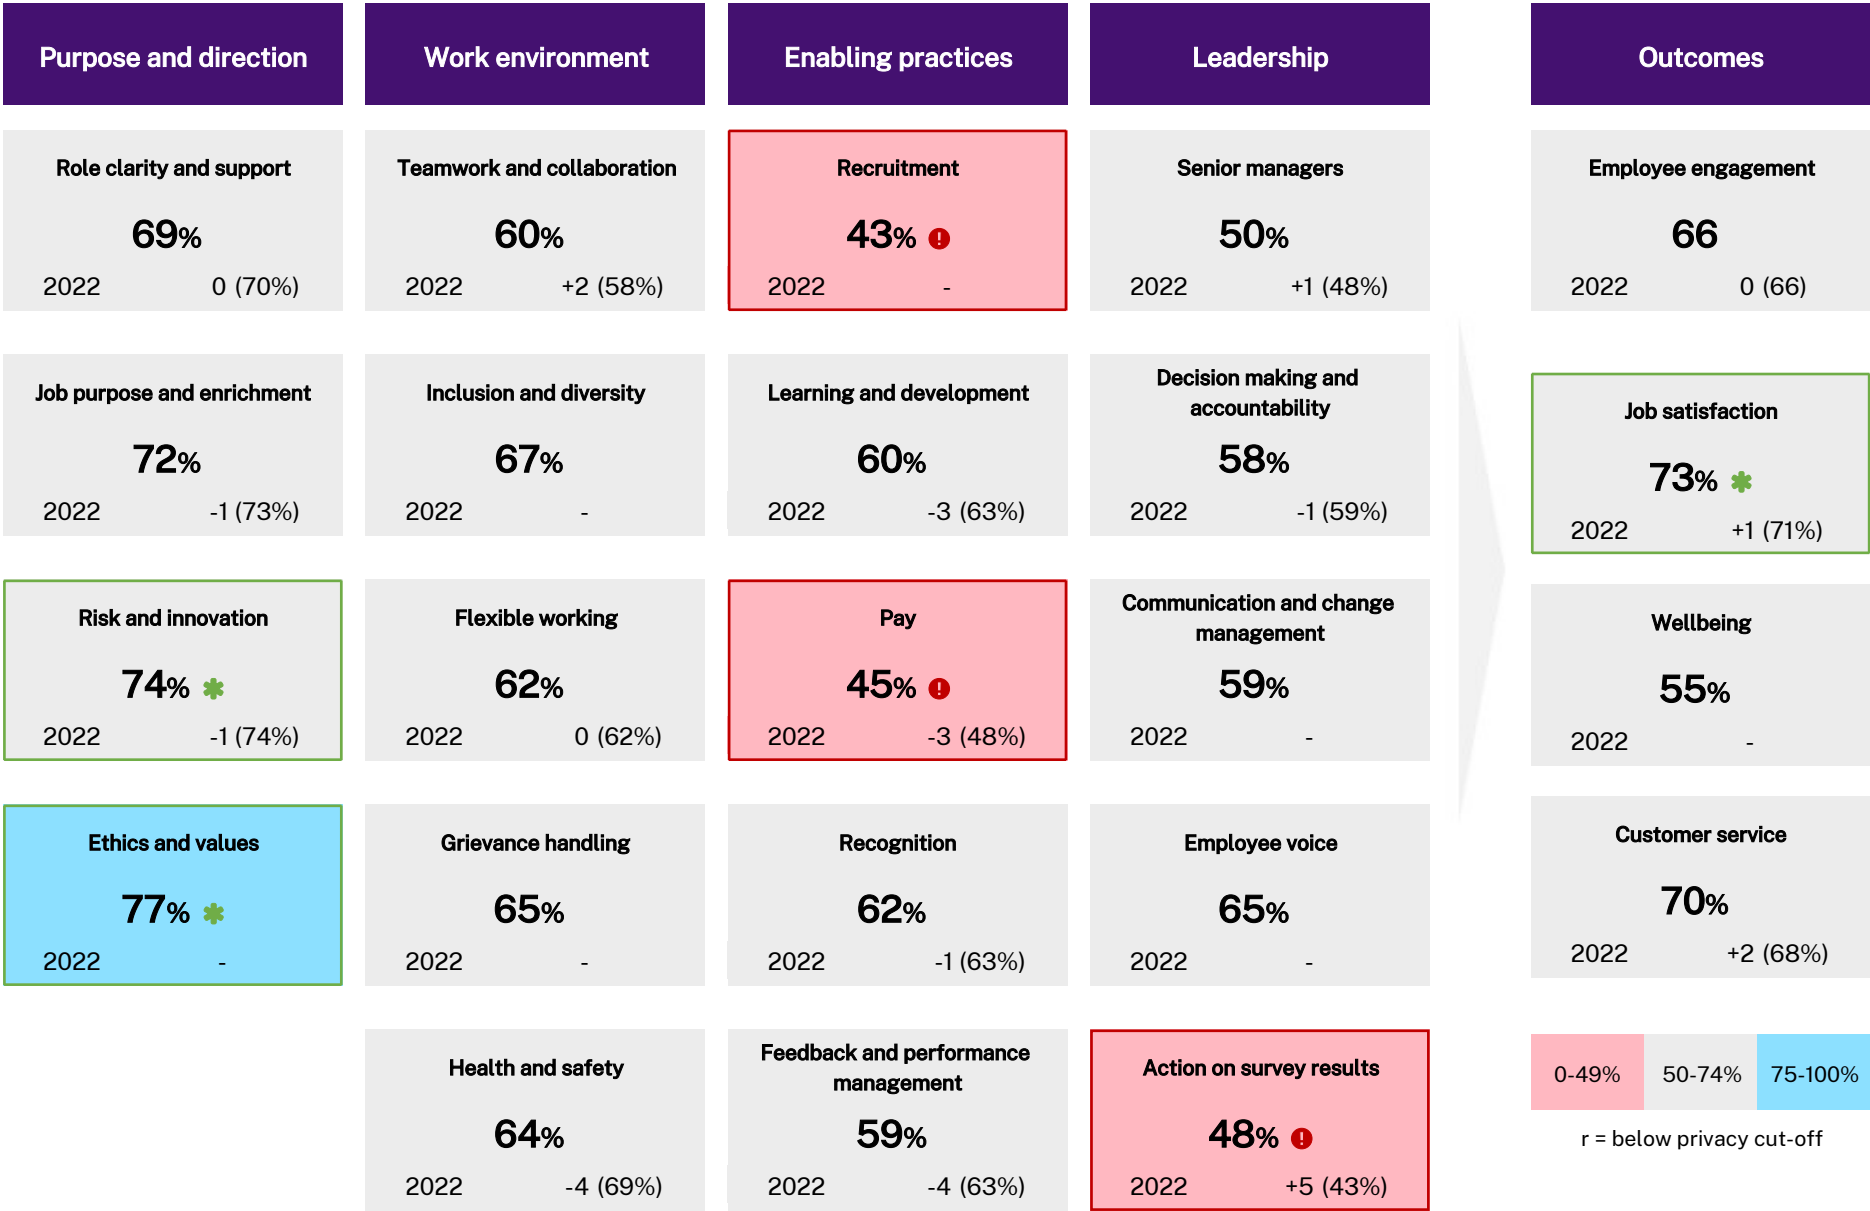 Purpose and direction
Role clarity and support
69%
2022 0 (70%)
Job purpose and enrichment
72%
2022 -1 (73%)
Risk and innovation
74%
2022 -1 (74%)
Ethics and values
77%
2022 -
Work environment
Teamwork and collaboration
60%
2022 +2 (58%)
Inclusion and diversity
67%
2022 -
Flexible working
62%
2022 0 (62%)
Grievance handling
65%
2022 -
Health and safety
64%
2022 -4 (69%)
Enabling practices
Recruitment
43%
2022 -
Learning and development
60%
2022 -3 (63%)
Pay
45%
2022 -3 (48%)
Recognition
62%
2022 -1 (63%)
Feedback and performance
management
59%
2022 -4 (63%)
Leadership
Senior managers
50%
2022 +1 (48%)
Decision making and
accountability
58%
2022 -1 (59%)
Communication and change
management
59%
2022 -
Employee voice
65%
2022 -
Action on survey results
48%
2022 +5 (43%)
Outcomes
Employee engagement
66
2022 0 (66)
Job satisfaction
73%
2022 +1 (71%)
Wellbeing
55%
2022 -
Customer service
70%
2022 +2 (68%)
0-49% 50-74% 75-100%
r = below privacy cut-off